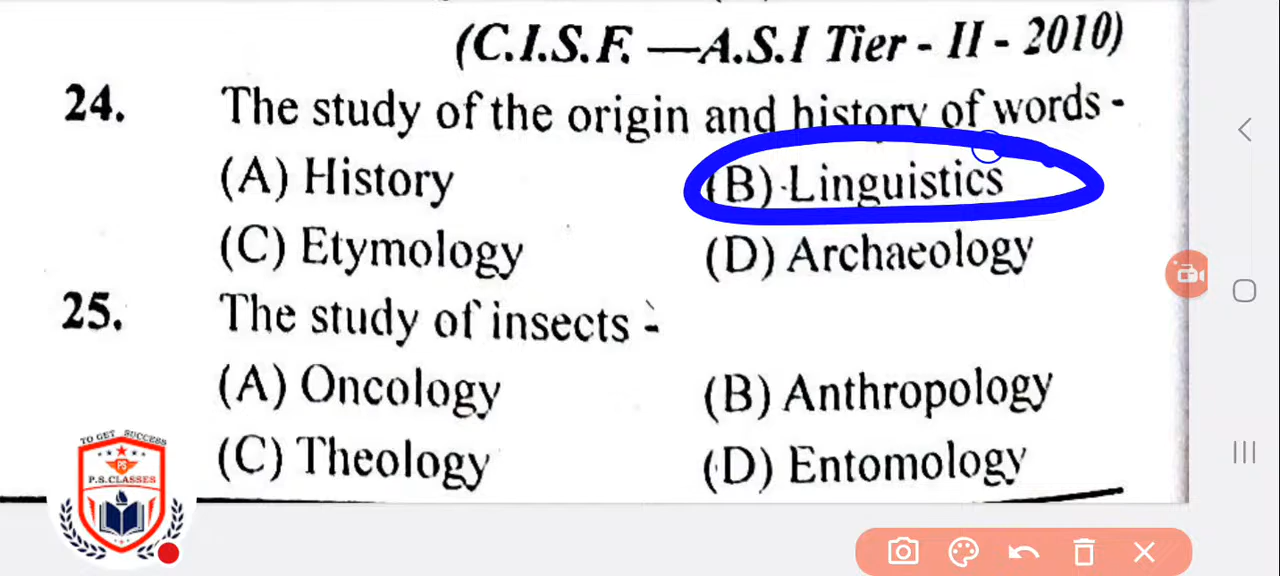 (C.I.S.F. —A.S.I Tier - II - 2010)
24. The study of the origin and history of words -
(A) History (B) Linguistics
(C) Etymology (D) Archaeology
25. The study of insects -
(A) Oncology (B) Anthropology
(C) Theology (D) Entomology
TO GET SUCCESS
PS
P.S.CLASSES